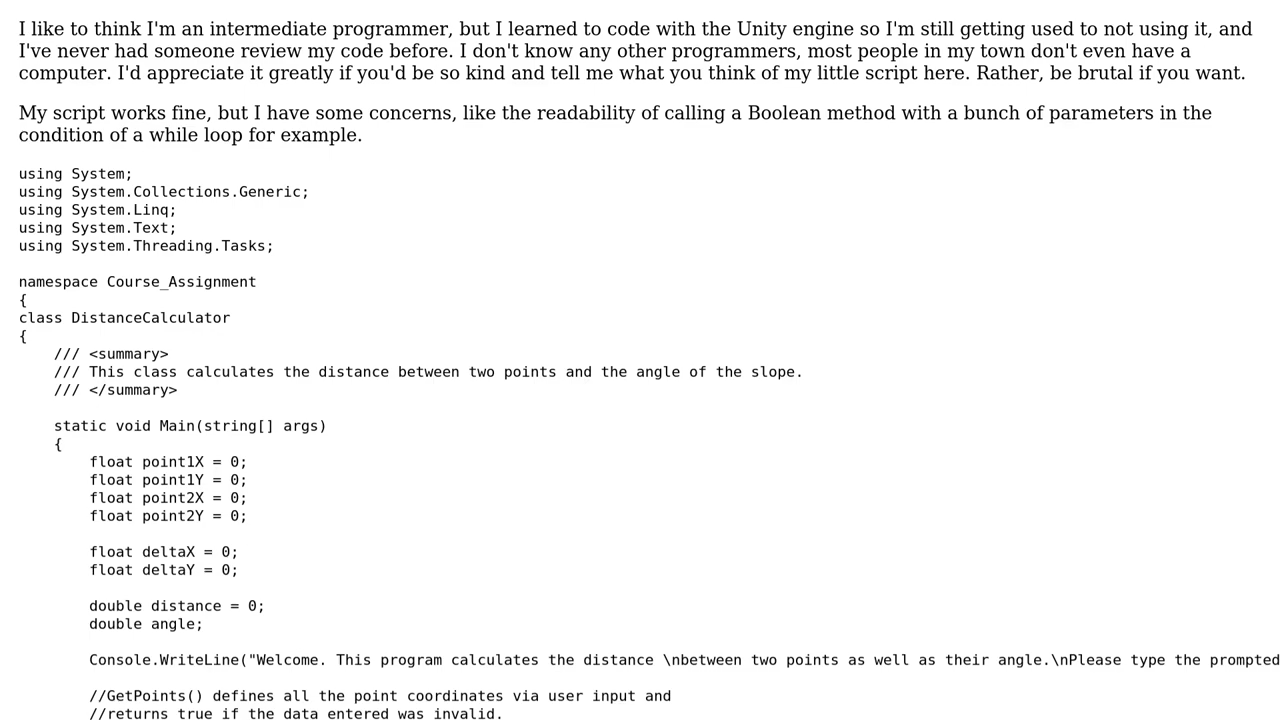 I like to think I'm an intermediate programmer, but I learned to code with the Unity engine so I'm still getting used to not using it, and
I've never had someone review my code before. I don't know any other programmers, most people in my town don't even have a
computer. I'd appreciate it greatly if you'd be so kind and tell me what you think of my little script here. Rather, be brutal if you want.
My script works fine, but I have some concerns, like the readability of calling a Boolean method with a bunch of parameters in the
condition of a while loop for example.
using System;
using System.Collections.Generic;
using System.Linq;
using System.Text;
using System.Threading.Tasks;
namespace Course_Assignment
{
class DistanceCalculator
{
/// <summary>
/// This class calculates the distance between two points and the angle of the slope.
/// </summary>
static void Main(string[] args)
{
float point1X = 0;
float point1Y = 0;
float point2X = 0;
float point2Y = 0;
float deltaX = 0;
float deltaY = 0;
double distance = 0;
double angle;
Console.WriteLine("Welcome. This program calculates the distance \nbetween two points as well as their angle.\nPlease type the prompted
//GetPoints() defines all the point coordinates via user input and
//returns true if the data entered was invalid.